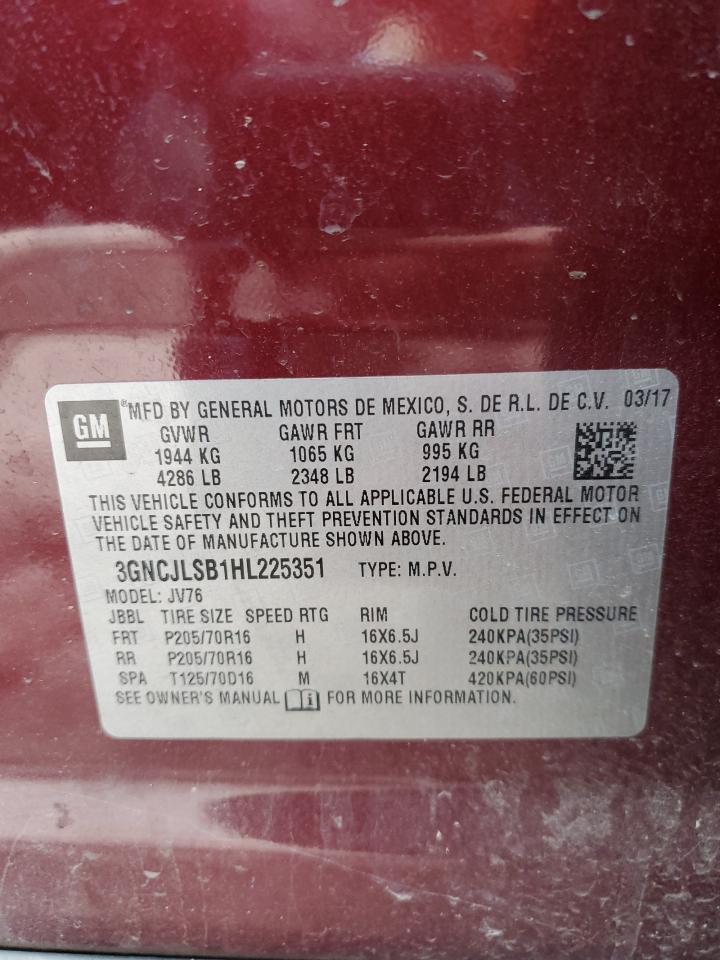 GM ®MFD BY GENERAL MOTORS DE MEXICO, S. DE R.L. DE C.V. 03/17
GVWR GAWR FRT GAWR RR
1944 KG 1065 KG 995 KG
4286 LB 2348 LB 2194 LB
THIS VEHICLE CONFORMS TO ALL APPLICABLE U.S. FEDERAL MOTOR
VEHICLE SAFETY AND THEFT PREVENTION STANDARDS IN EFFECT ON
THE DATE OF MANUFACTURE SHOWN ABOVE.
3GNCJLSB1HL225351 TYPE: M.P.V.
MODEL: JV76
JBBL TIRE SIZE SPEED RTG RIM COLD TIRE PRESSURE
FRT P205/70R16 H 16X6.5J 240KPA(35PSI)
RR P205/70R16 H 16X6.5J 240KPA(35PSI)
SPA T125/70D16 M 16X4T 420KPA(60PSI)
SEE OWNER'S MANUAL i FOR MORE INFORMATION.